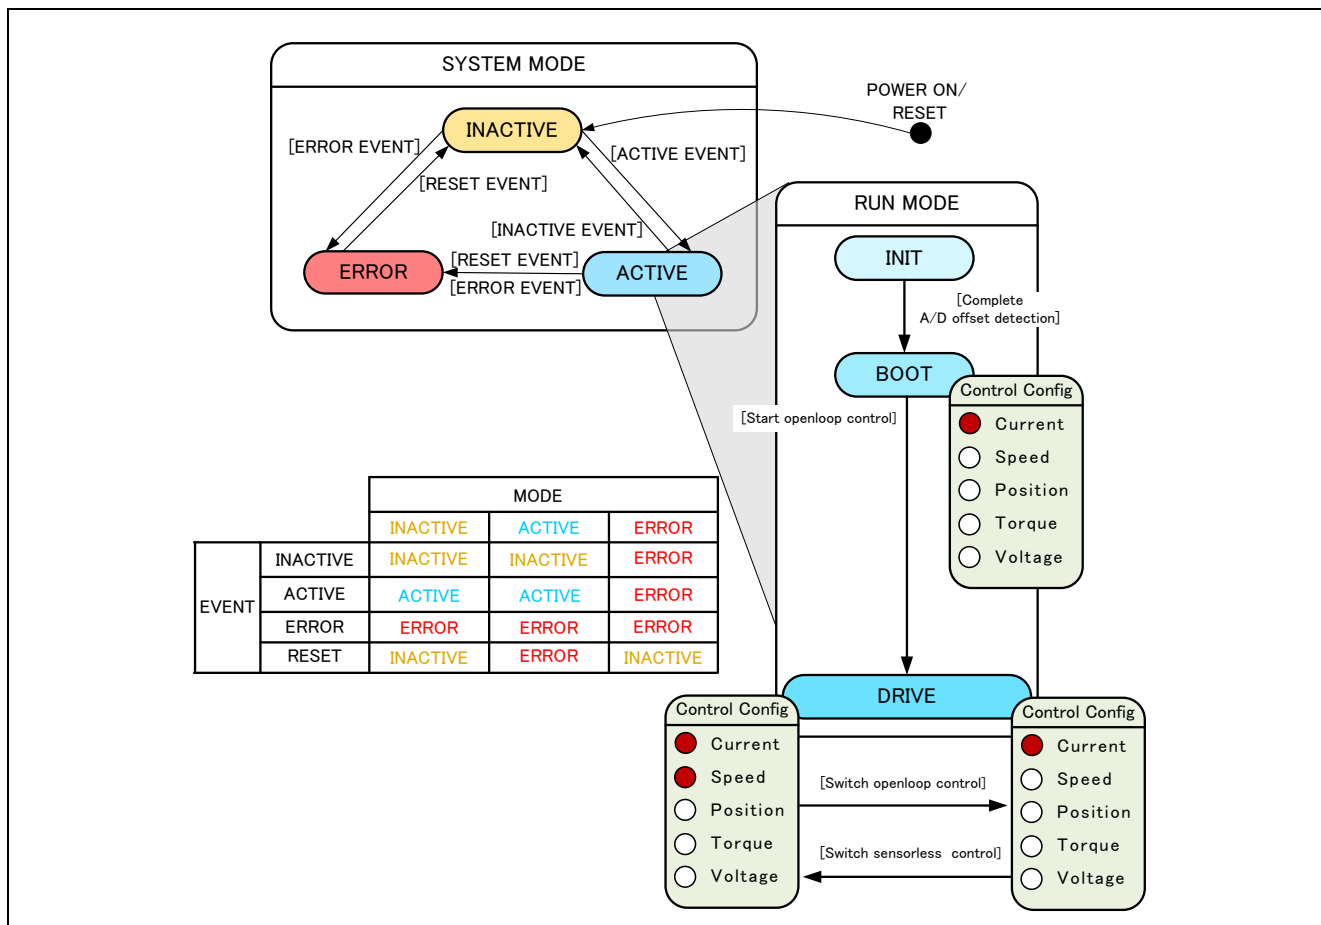 SYSTEM MODE
POWER ON/
RESET
INACTIVE
[ERROR EVENT]
[ACTIVE EVENT]
[RESET EVENT]
[INACTIVE EVENT]
ERROR
[RESET EVENT]
[ERROR EVENT]
ACTIVE
RUN MODE
INIT
[Complete
A/D offset detection]
BOOT
[Start openloop control]
Control Config
Current
Speed
Position
Torque
Voltage
MODE
INACTIVE ACTIVE ERROR
EVENT
INACTIVE INACTIVE INACTIVE ERROR
ACTIVE ACTIVE ACTIVE ERROR
ERROR ERROR ERROR ERROR
RESET INACTIVE ERROR INACTIVE
DRIVE
Control Config
Current
Speed
Position
Torque
Voltage
[Switch openloop control]
[Switch sensorless control]
Control Config
Current
Speed
Position
Torque
Voltage